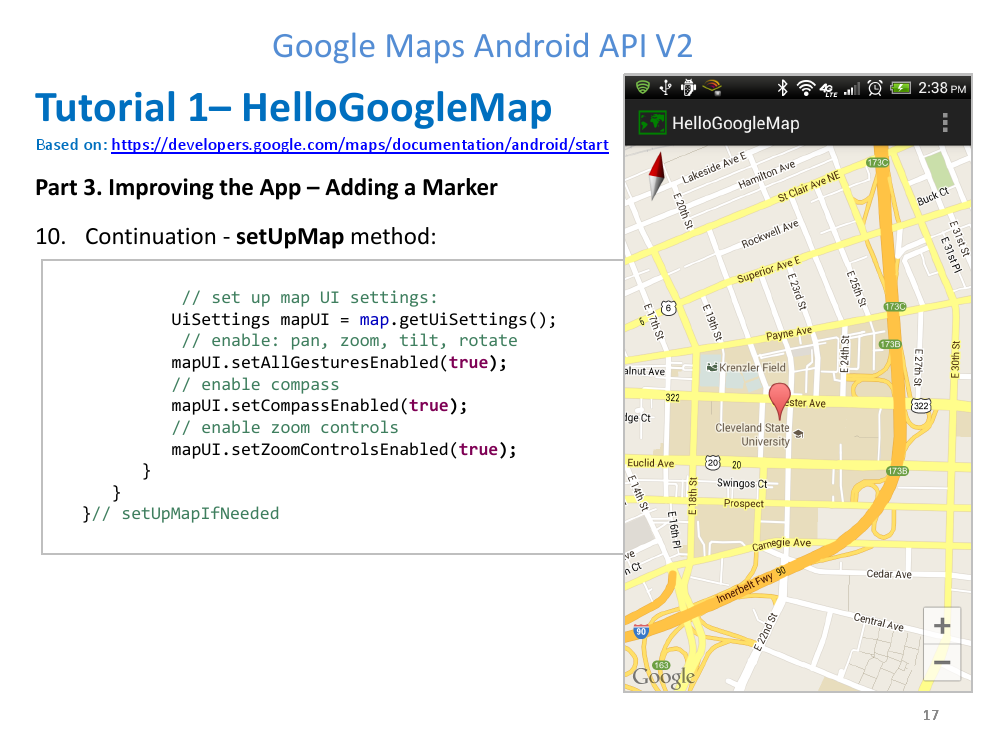 Google Maps Android API V2
Tutorial 1– HelloGoogleMap
Based on: https://developers.google.com/maps/documentation/android/start
Part 3. Improving the App – Adding a Marker
10. Continuation - setUpMap method:
// set up map UI settings:
UiSettings mapUI = map.getUiSettings();
// enable: pan, zoom, tilt, rotate
mapUI.setAllGesturesEnabled(true);
// enable compass
mapUI.setCompassEnabled(true);
// enable zoom controls
mapUI.setZoomControlsEnabled(true);
}
}
}// setUpMapIfNeeded
4G LTE 2:38 PM
HelloGoogleMap
Lakeside Ave E
Hamilton Ave
173C
St Clair Ave NE
Buck Ct
E 20th St
Rockwell Ave
E 31st St
E 31st Pl
Superior Ave E
E 23rd St
E 25th St
E 17th St
6
6
E 19th St
173C
Payne Ave
173B
E 24th St
E 27th St
E 30th St
alnut Ave
Krenzler Field
322
ester Ave
322
dge Ct
Cleveland State
University
Euclid Ave
20
20
173B
E 14th St
E 18th St
Swingos Ct
Prospect
E 16th Pl
Carnegie Ave
ve
n Ct
Innerbelt Fwy 90
Cedar Ave
E 22nd St
Central Ave
90
+
−
163
Google
17